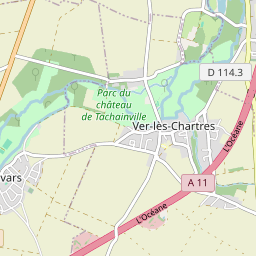 D 114.3
Parc du
château
de Tachainville
Ver-lès-Chartres
L'Océane
vars
A 11
L'Océane